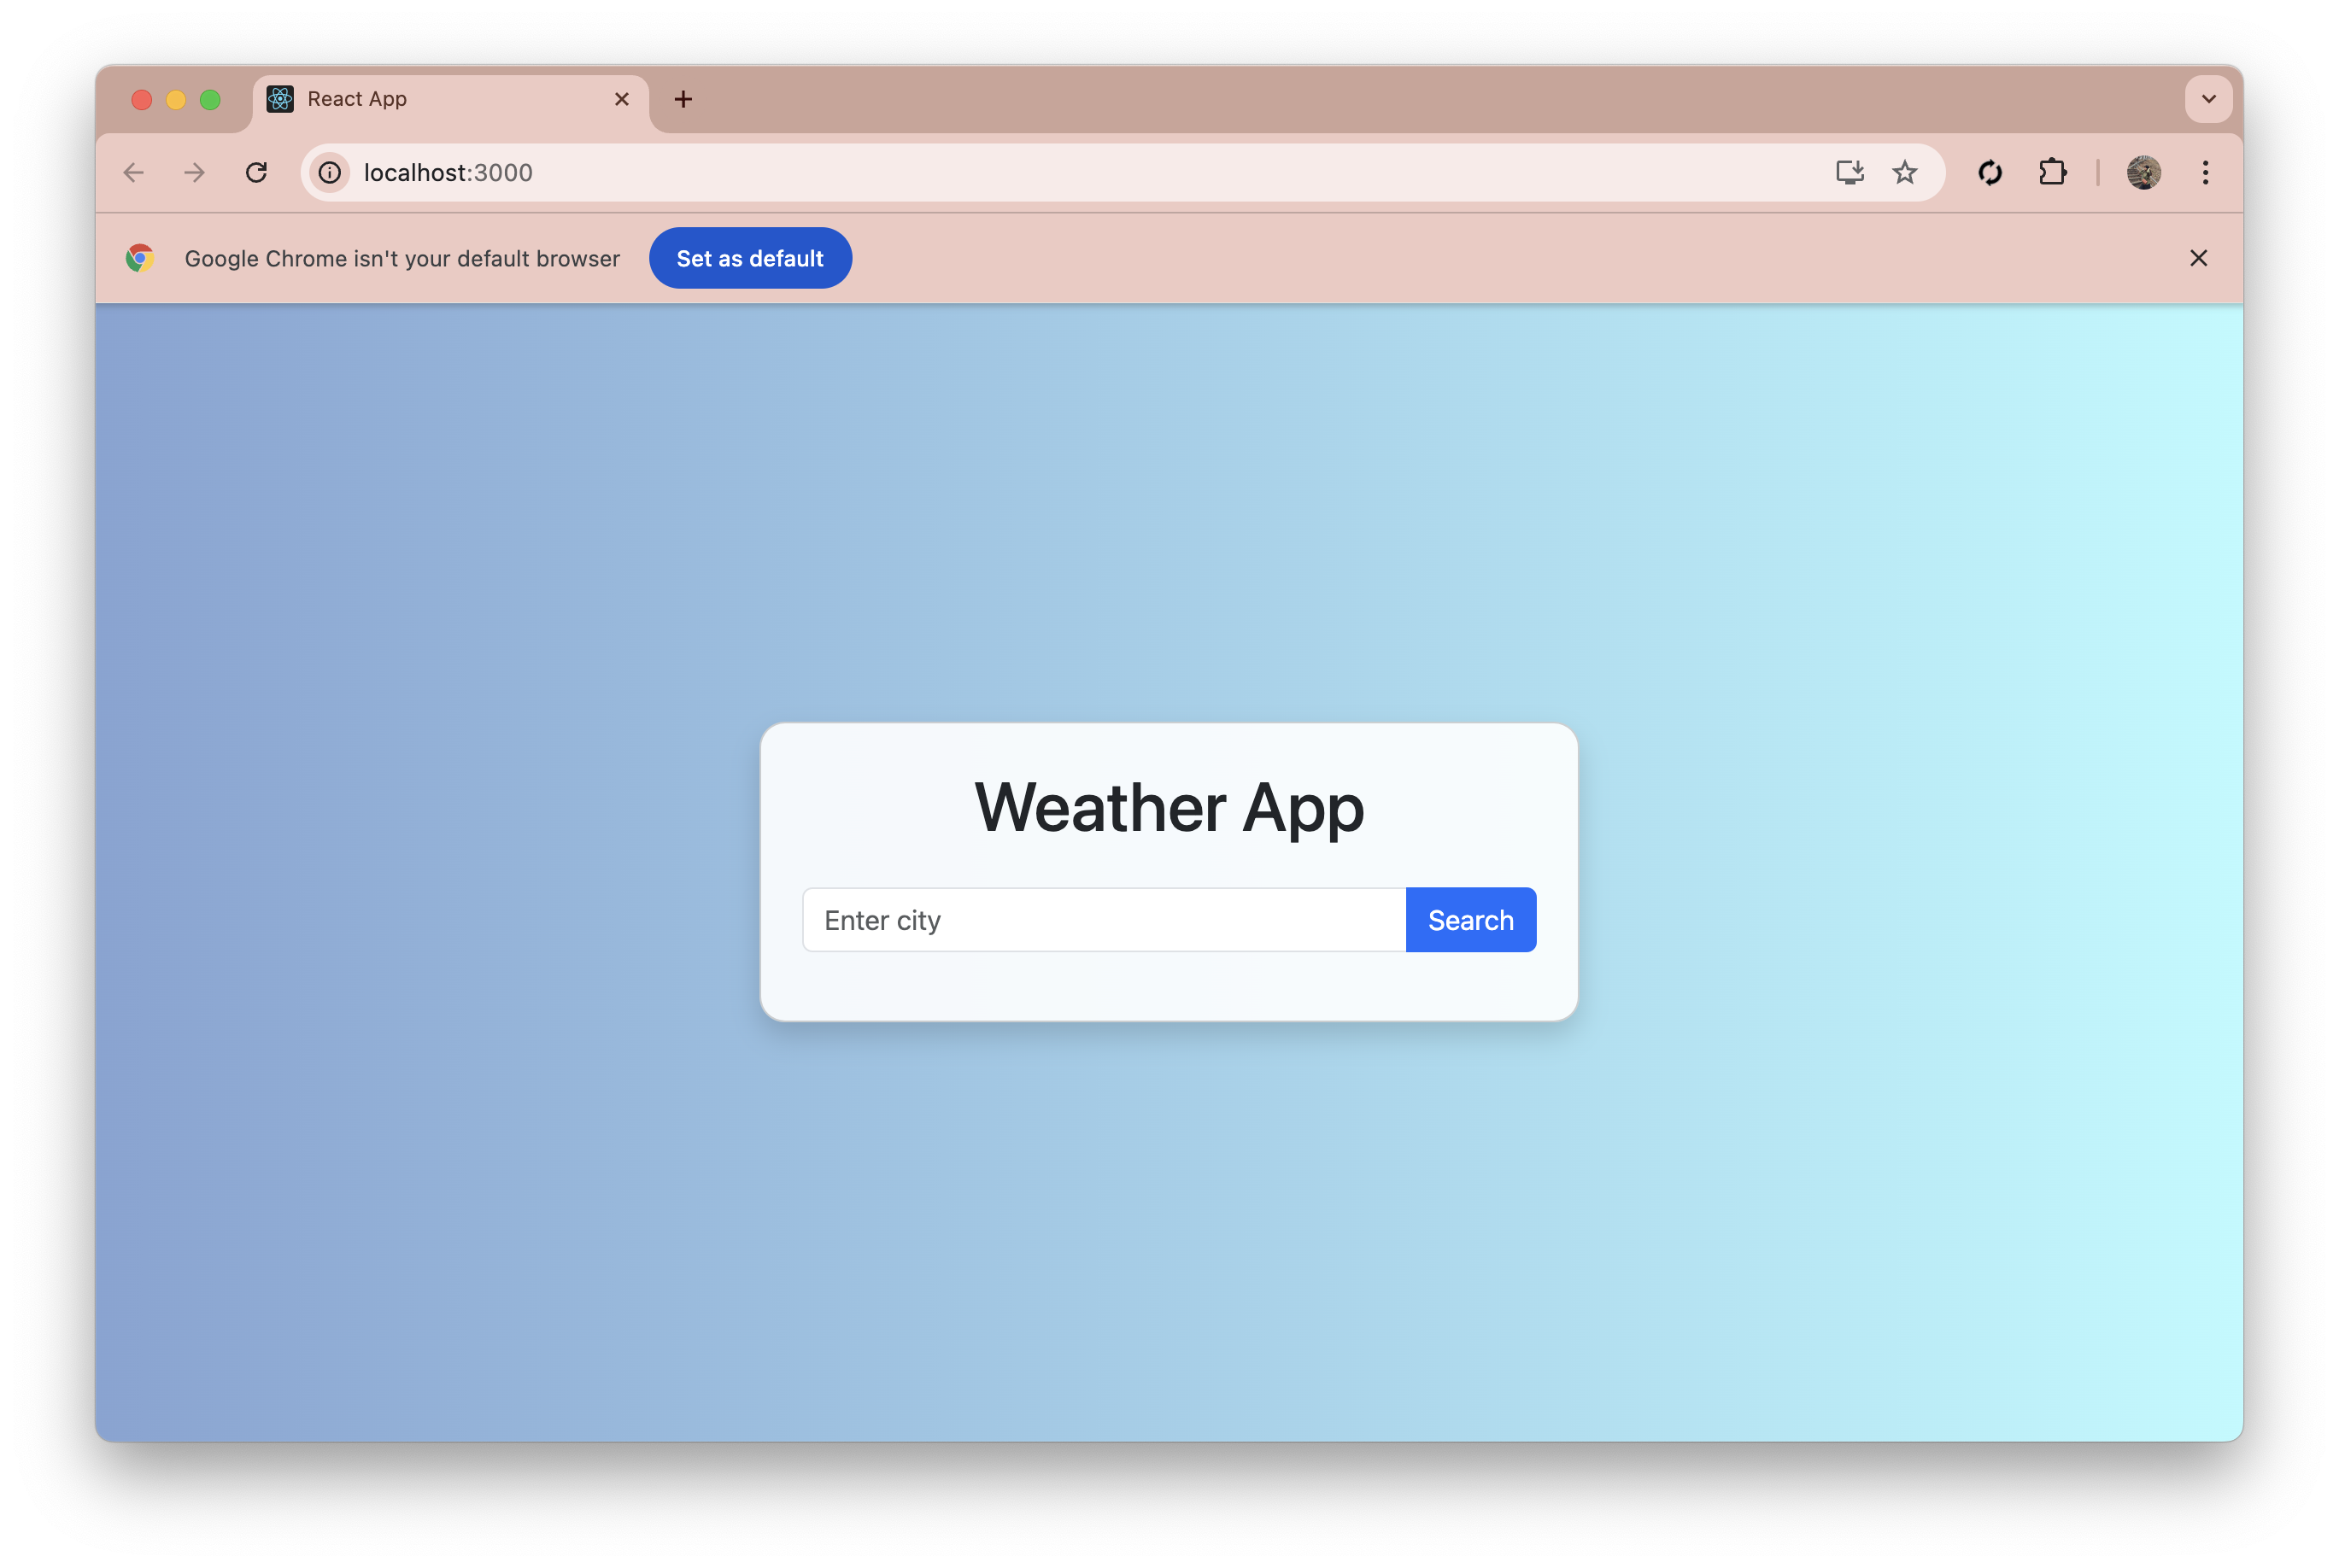 React App
localhost:3000
Google Chrome isn't your default browser Set as default
Weather App
Enter city Search